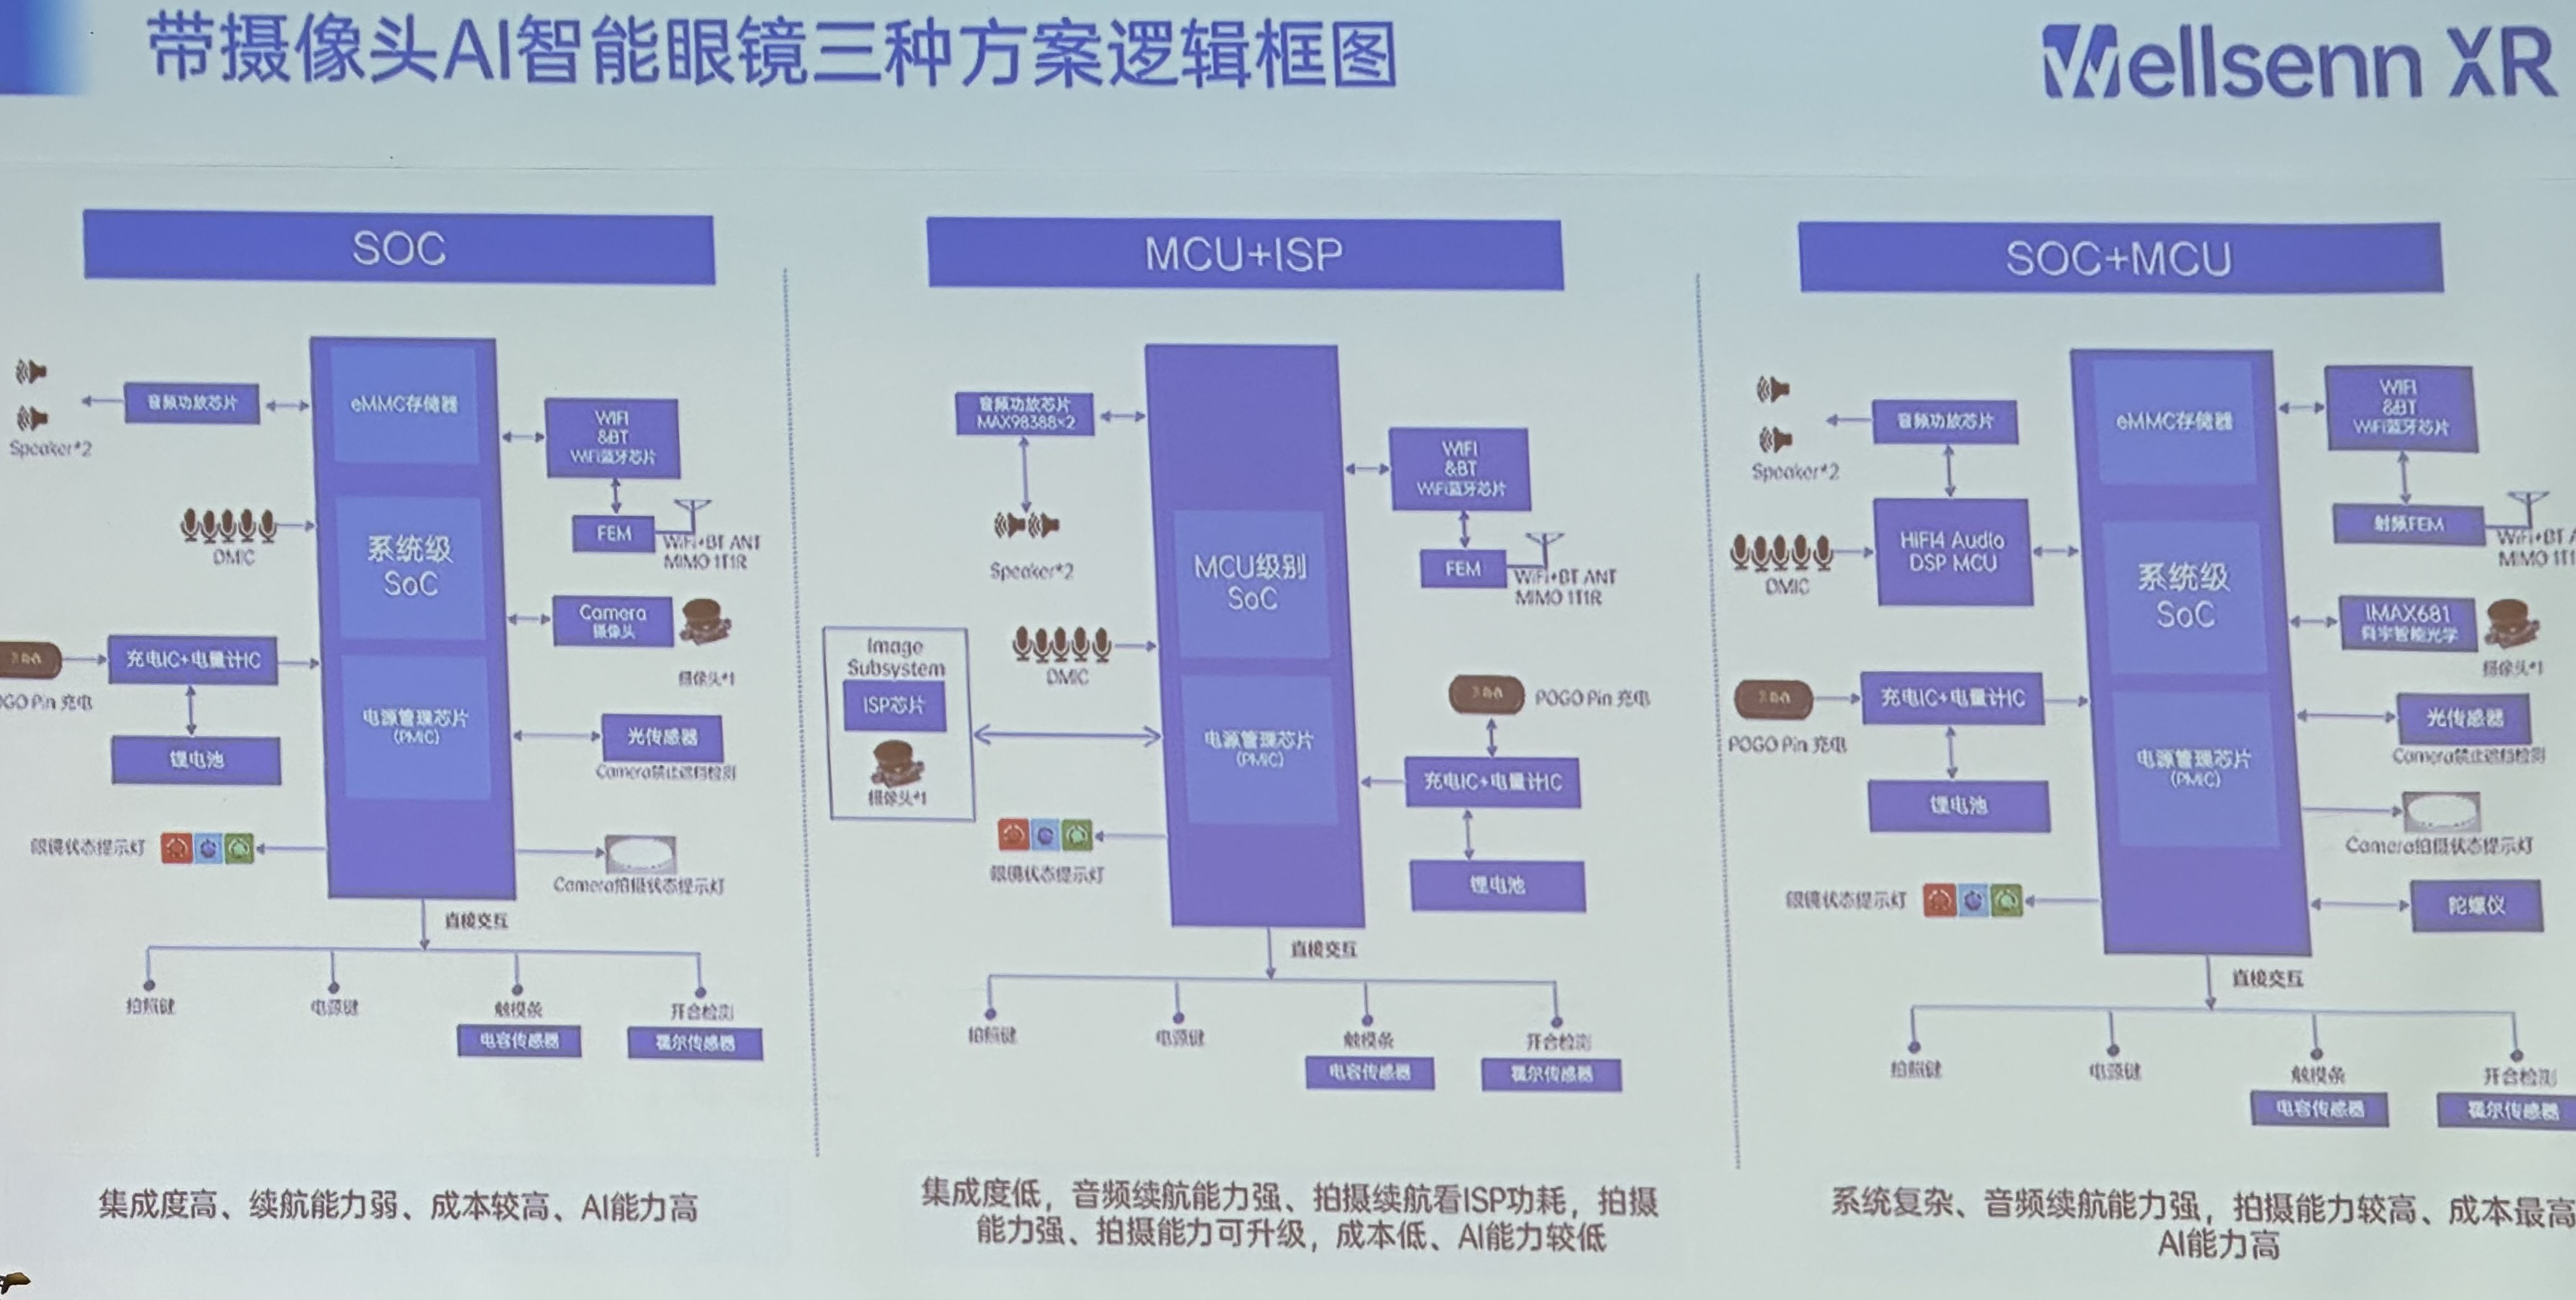 带摄像头AI智能眼镜三种方案逻辑框图
Wellsenn XR
SOC
eMMC存储器
系统级
SoC
电源管理芯片
(PMIC)
音频功放芯片
Speaker*2
DMIC
充电IC+电量计IC
OGO Pin 充电
锂电池
眼镜状态提示灯
WIFI
&BT
WiFi蓝牙芯片
FEM
WiFi+BT ANT
MIMO 1T1R
Camera
摄像头
摄像头*1
光传感器
Camera禁止遮挡检测
Camera拍摄状态提示灯
直接交互
拍照键
电源键
触摸条
开合检测
电容传感器
霍尔传感器
集成度高、续航能力弱、成本较高、AI能力高
MCU+ISP
音频功放芯片
MAX98388×2
Speaker*2
DMIC
Image
Subsystem
ISP芯片
摄像头*1
眼镜状态提示灯
MCU级别
SoC
电源管理芯片
(PMIC)
WIFI
&BT
WiFi蓝牙芯片
FEM
WiFi+BT ANT
MIMO 1T1R
POGO Pin 充电
充电IC+电量计IC
锂电池
直接交互
拍照键
电源键
触摸条
开合检测
电容传感器
霍尔传感器
集成度低，音频续航能力强、拍摄续航看ISP功耗，拍摄
能力强、拍摄能力可升级，成本低、AI能力较低
SOC+MCU
音频功放芯片
Speaker*2
HiFi4 Audio
DSP MCU
DMIC
充电IC+电量计IC
POGO Pin 充电
锂电池
眼镜状态提示灯
eMMC存储器
系统级
SoC
电源管理芯片
(PMIC)
WIFI
&BT
WiFi蓝牙芯片
射频FEM
WiFi+BT A
MIMO 1T1
IMAX681
舜宇智能光学
摄像头*1
光传感器
Camera禁止遮挡检测
Camera拍摄状态提示灯
陀螺仪
直接交互
拍照键
电源键
触摸条
开合检测
电容传感器
霍尔传感器
系统复杂、音频续航能力强，拍摄能力较高、成本最高
AI能力高